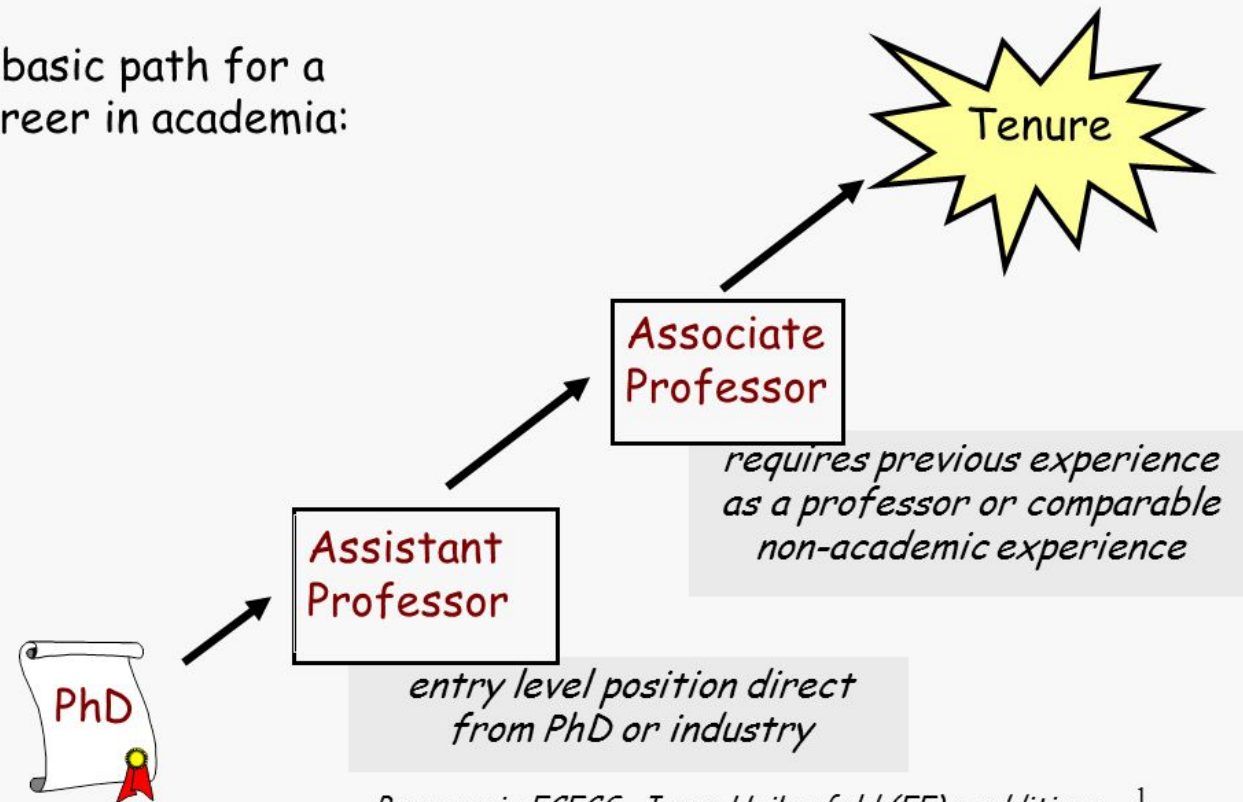 basic path for a
reer in academia:
Tenure
Associate
Professor
requires previous experience
as a professor or comparable
non-academic experience
Assistant
Professor
entry level position direct
from PhD or industry
PhD
1